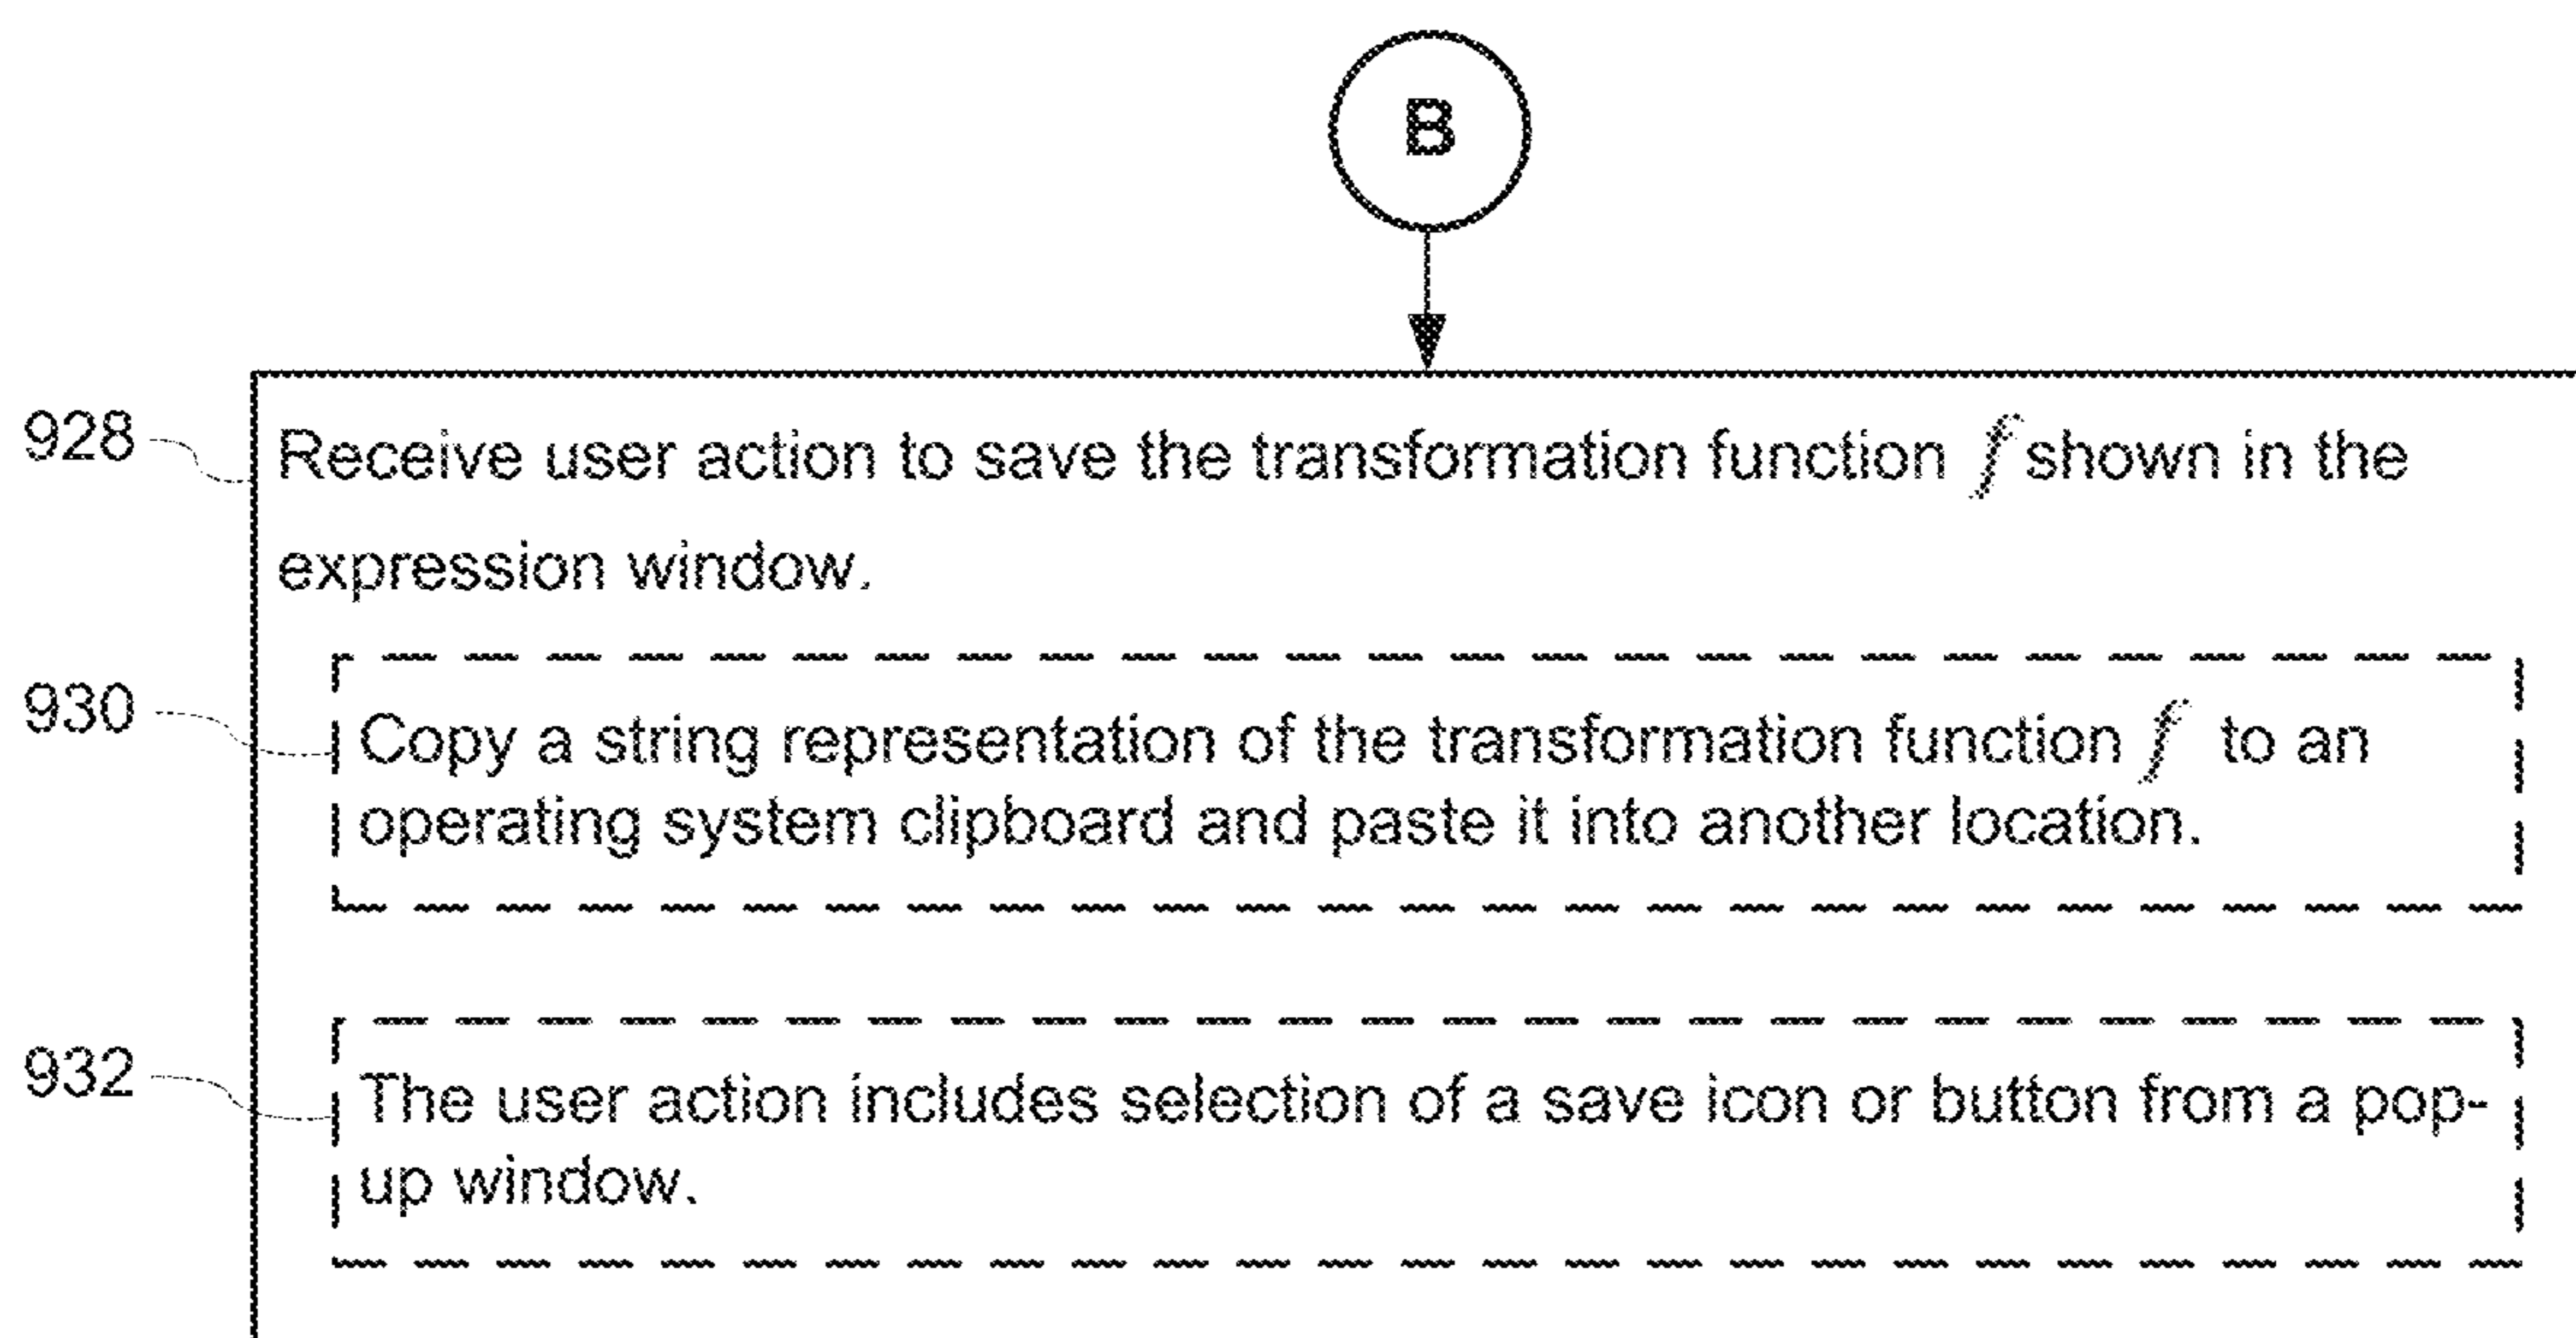 B
928 Receive user action to save the transformation function f shown in the
expression window.
930 Copy a string representation of the transformation function f to an
operating system clipboard and paste it into another location.
932 The user action includes selection of a save icon or button from a pop-
up window.